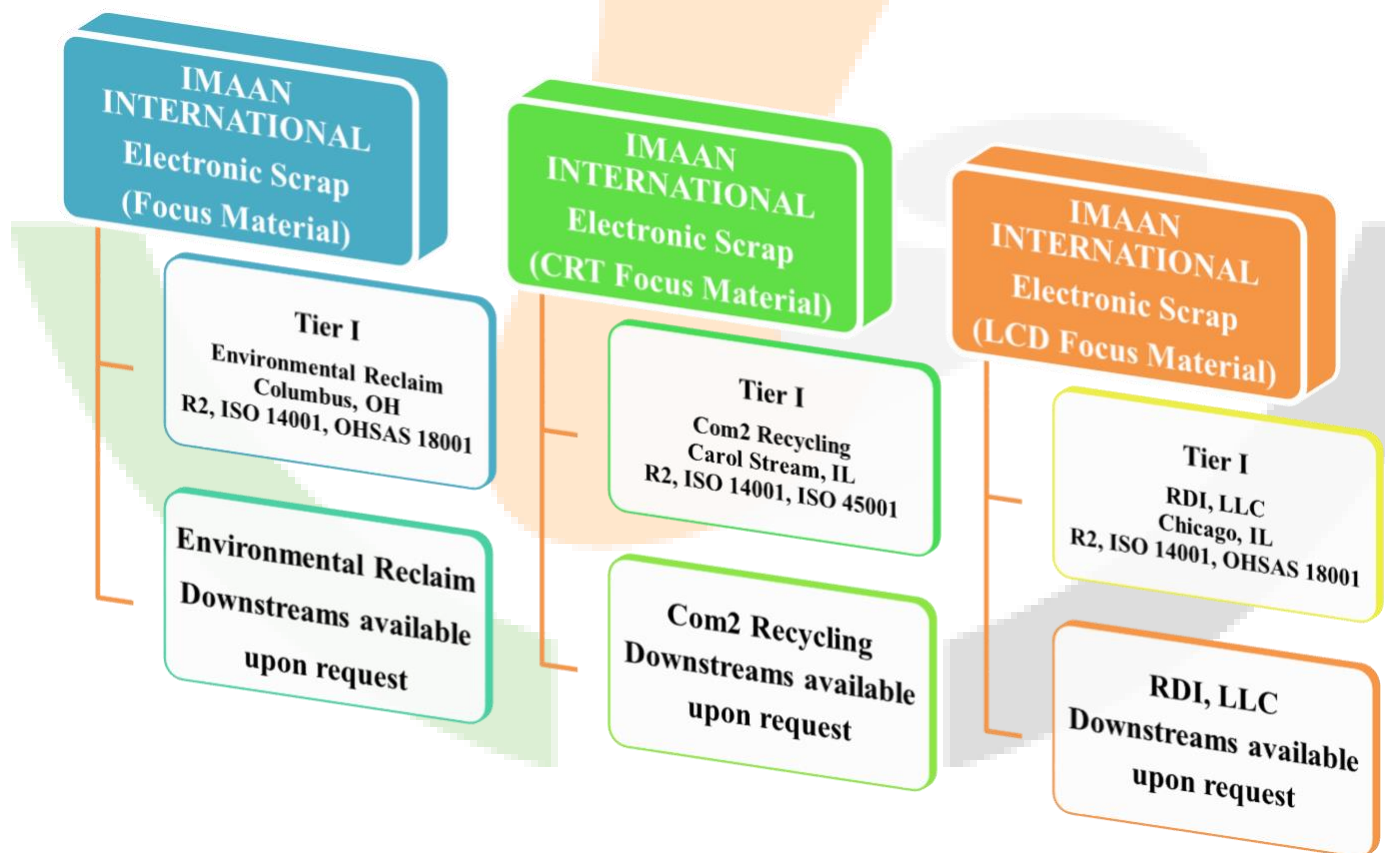 IMAAN
INTERNATIONAL
Electronic Scrap
(Focus Material)
Tier I
Environmental Reclaim
Columbus, OH
R2, ISO 14001, OHSAS 18001
Environmental Reclaim
Downstreams available
upon request
IMAAN
INTERNATIONAL
Electronic Scrap
(CRT Focus Material)
Tier I
Com2 Recycling
Carol Stream, IL
R2, ISO 14001, ISO 45001
Com2 Recycling
Downstreams available
upon request
IMAAN
INTERNATIONAL
Electronic Scrap
(LCD Focus Material)
Tier I
RDI, LLC
Chicago, IL
R2, ISO 14001, OHSAS 18001
RDI, LLC
Downstreams available
upon request